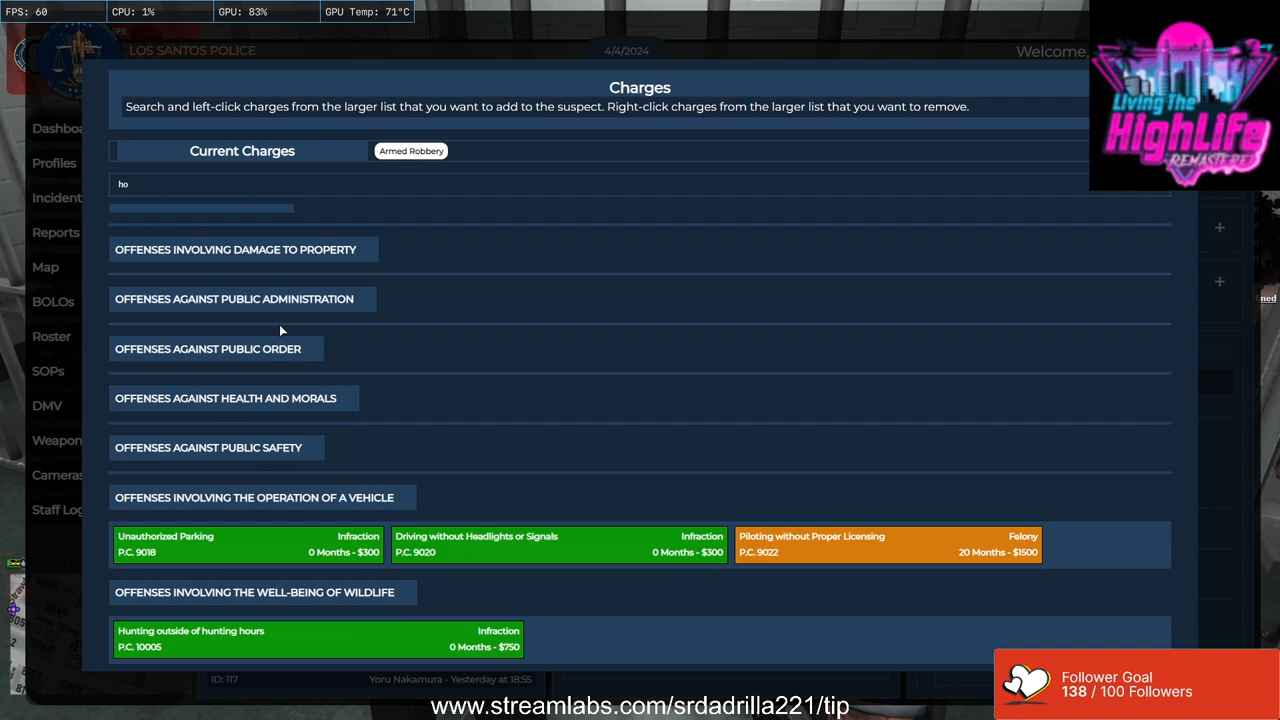 FPS: 60 CPU: 1% GPU: 83% GPU Temp: 71°C
LOS SANTOS POLICE
4/4/2024
Welcome,
Living The
HighLife
REMASTERED
Charges
Search and left-click charges from the larger list that you want to add to the suspect. Right-click charges from the larger list that you want to remove.
Current Charges
Armed Robbery
ho
Profiles
Reports
Map
BOLOs
Roster
SOPs
DMV
Weapon
Cameras
Staff Log
OFFENSES INVOLVING DAMAGE TO PROPERTY
OFFENSES AGAINST PUBLIC ADMINISTRATION
OFFENSES AGAINST PUBLIC ORDER
OFFENSES AGAINST HEALTH AND MORALS
OFFENSES AGAINST PUBLIC SAFETY
OFFENSES INVOLVING THE OPERATION OF A VEHICLE
Unauthorized Parking Infraction
P.C. 9018 0 Months - $300
Driving without Headlights or Signals Infraction
P.C. 9020 0 Months - $300
Piloting without Proper Licensing Felony
P.C. 9022 20 Months - $1500
OFFENSES INVOLVING THE WELL-BEING OF WILDLIFE
Hunting outside of hunting hours Infraction
P.C. 10005 0 Months - $750
ID: 117 Yoru Nakamura - Yesterday at 18:55
Follower Goal
138 / 100 Followers
www.streamlabs.com/srdadrilla221/tip